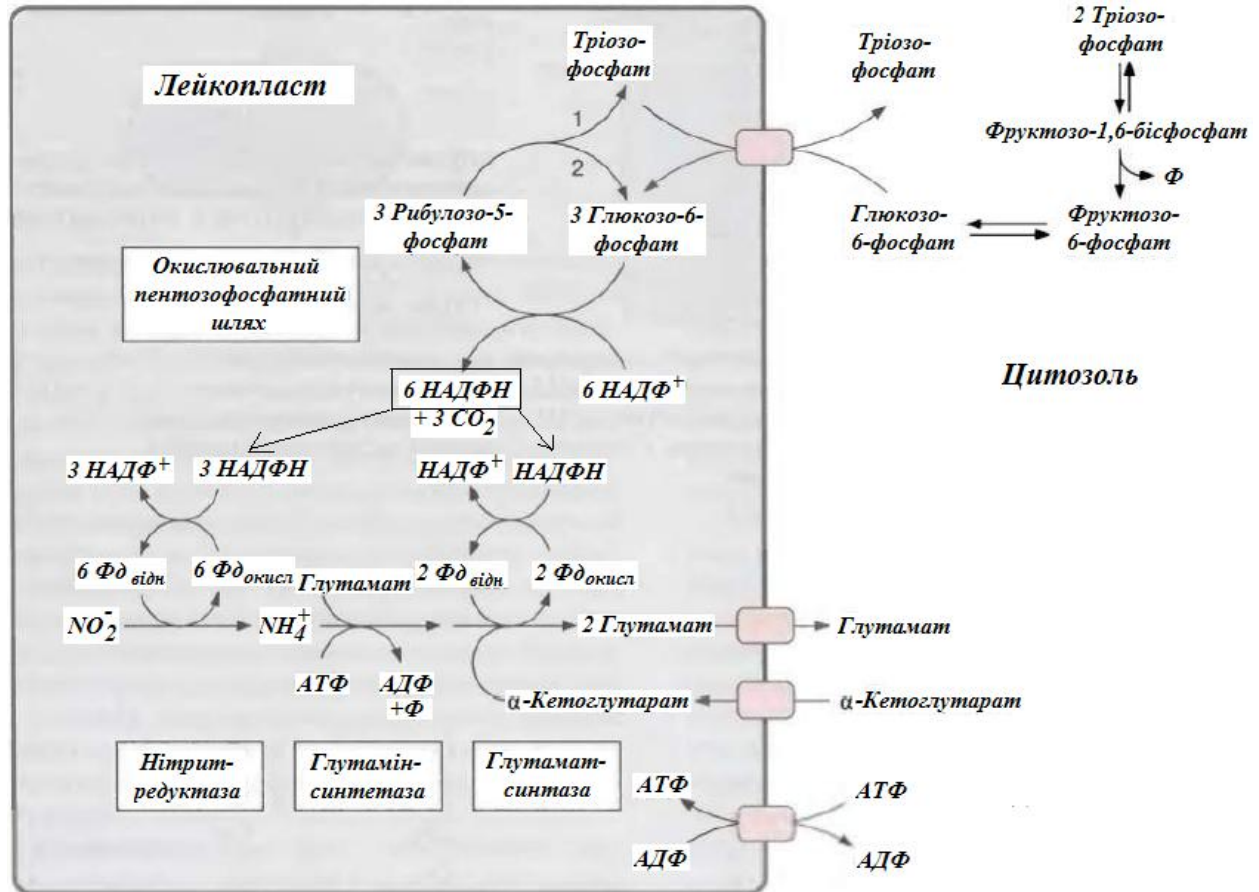 Лейкопласт
Тріозо-
фосфат
Тріозо-
фосфат
2 Тріозо-
фосфат
1
2
Фруктозо-1,6-бісфосфат
Ф
3 Рибулозо-5-
фосфат
3 Глюкозо-6-
фосфат
Глюкозо-
6-фосфат
Фруктозо-
6-фосфат
Окислювальний
пентозофосфатний
шлях
6 НАДФН
+ 3 CO₂
6 НАДФ⁺
Цитозоль
3 НАДФ⁺
3 НАДФН
НАДФ⁺
НАДФН
6 Фд відн
6 Фд окисл
Глутамат
2 Фд відн
2 Фд окисл
NO₂⁻
NH₄⁺
2 Глутамат
Глутамат
АТФ
АДФ
+Ф
α-Кетоглутарат
α-Кетоглутарат
Нітрит-
редуктаза
Глутамін-
синтетаза
Глутамат-
синтаза
АТФ
АТФ
АДФ
АДФ